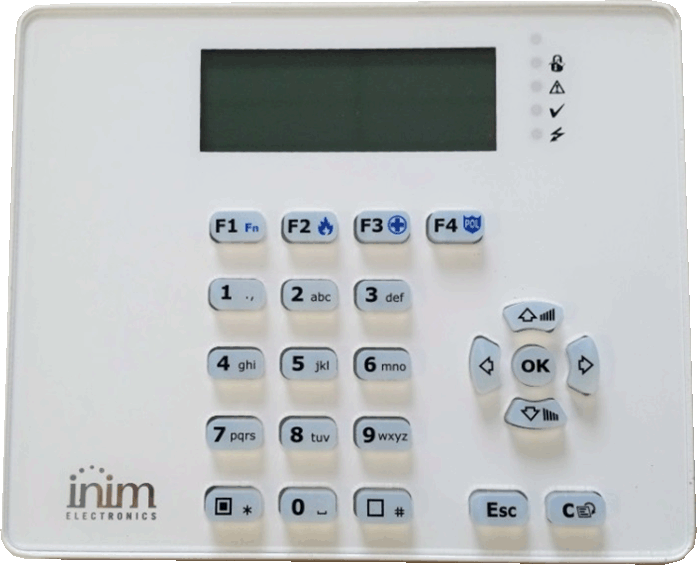 F1 Fn F2 F3 F4 POL
1 ., 2 abc 3 def
4 ghi 5 jkl 6 mno OK
7 pqrs 8 tuv 9 wxyz
* 0 ⎵ # Esc C
inim
ELECTRONICS